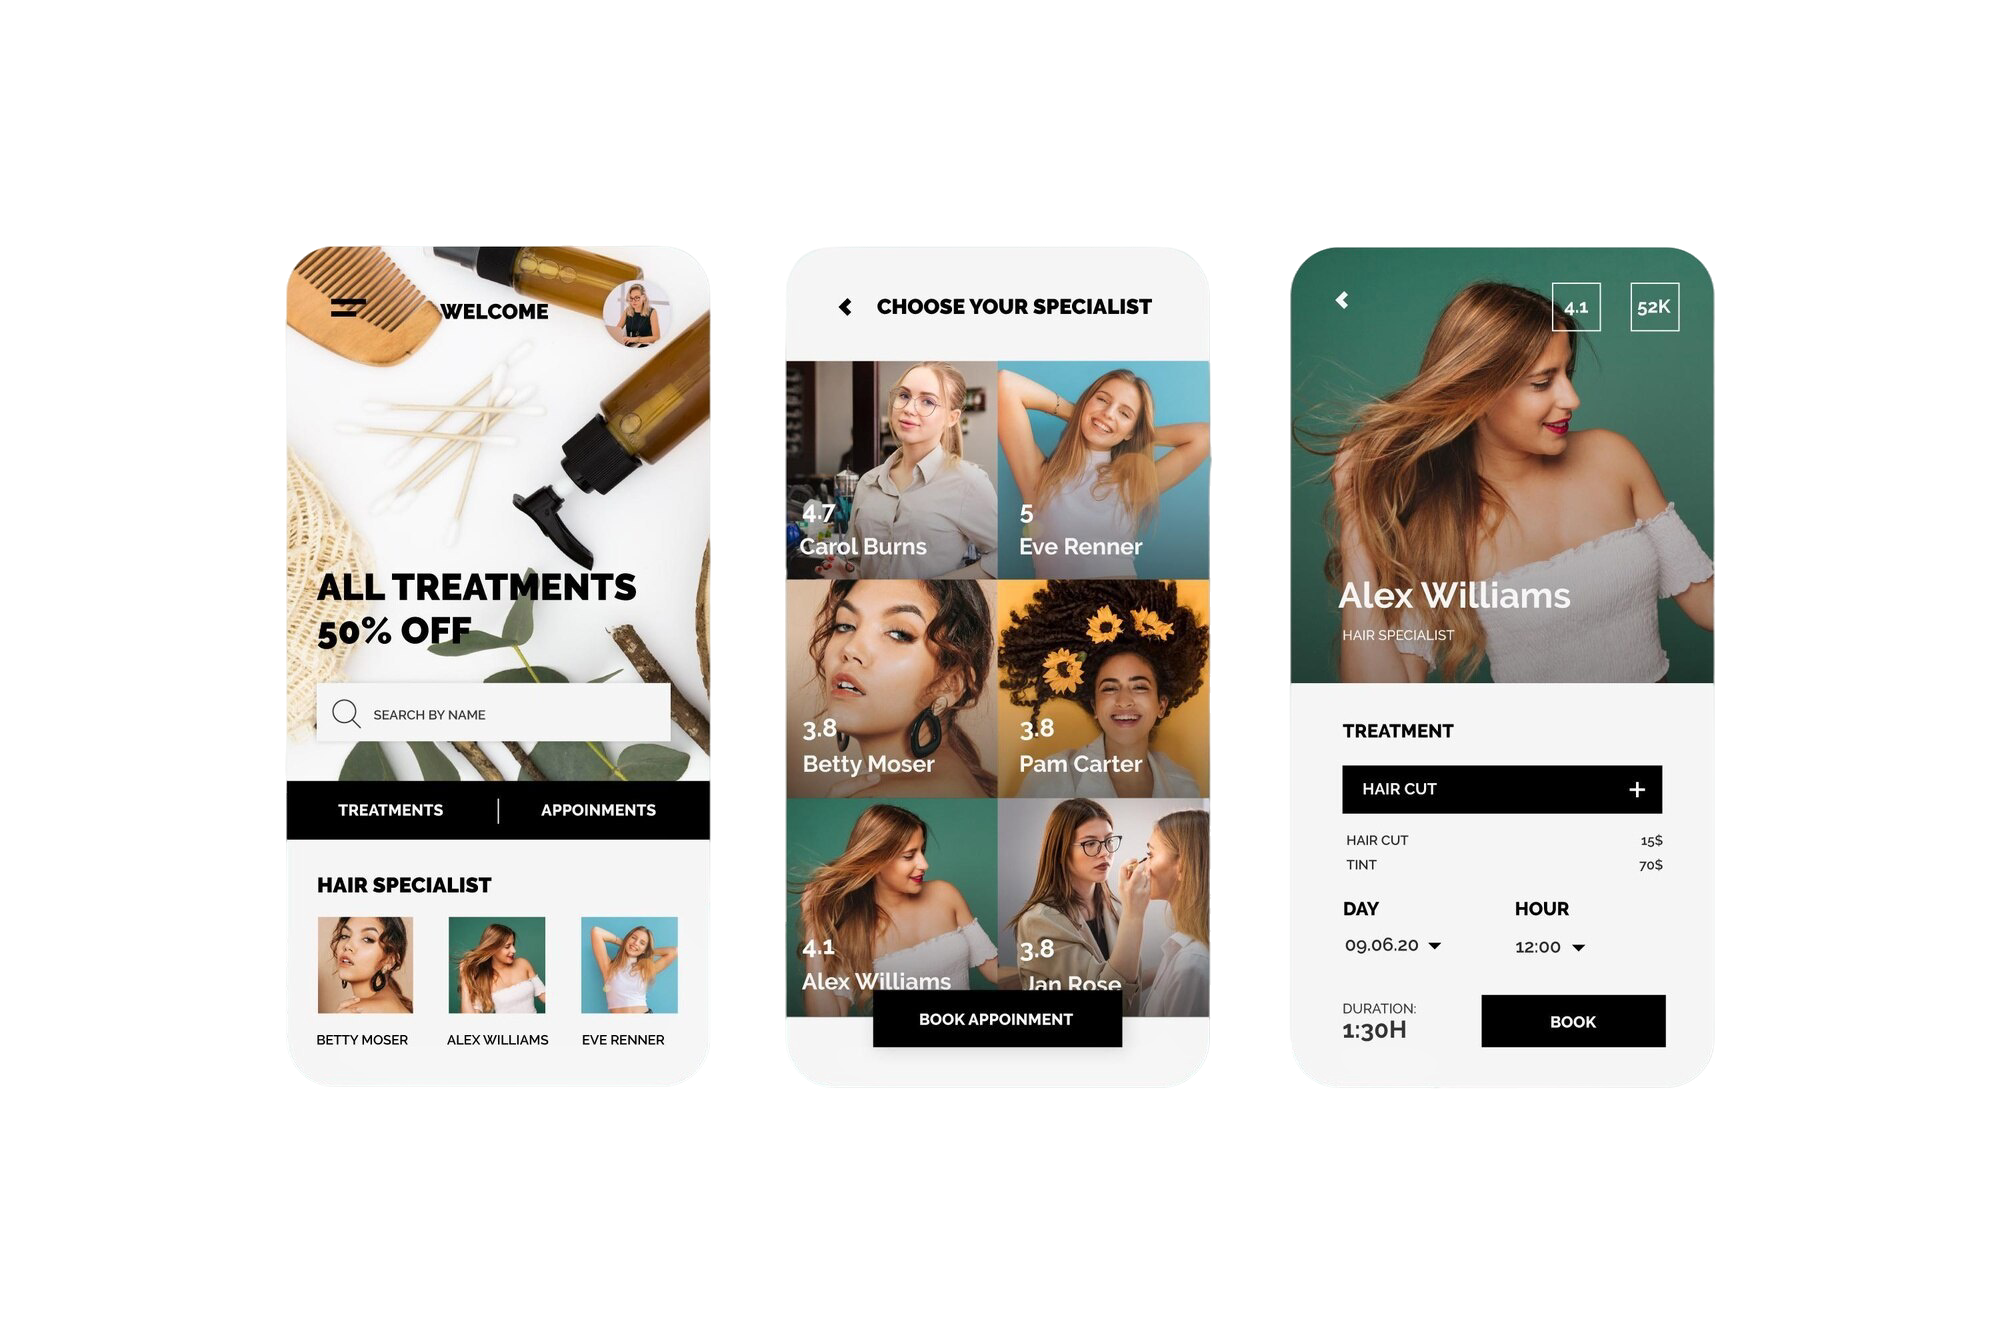 WELCOME
ALL TREATMENTS
50% OFF
SEARCH BY NAME
TREATMENTS
APPOINMENTS
HAIR SPECIALIST
BETTY MOSER
ALEX WILLIAMS
EVE RENNER
CHOOSE YOUR SPECIALIST
4.7
Carol Burns
5
Eve Renner
3.8
Betty Moser
3.8
Pam Carter
4.1
Alex Williams
3.8
Jan Rose
BOOK APPOINMENT
4.1
52K
Alex Williams
HAIR SPECIALIST
TREATMENT
HAIR CUT +
HAIR CUT 15$
TINT 70$
DAY
09.06.20
HOUR
12:00
DURATION:
1:30H
BOOK